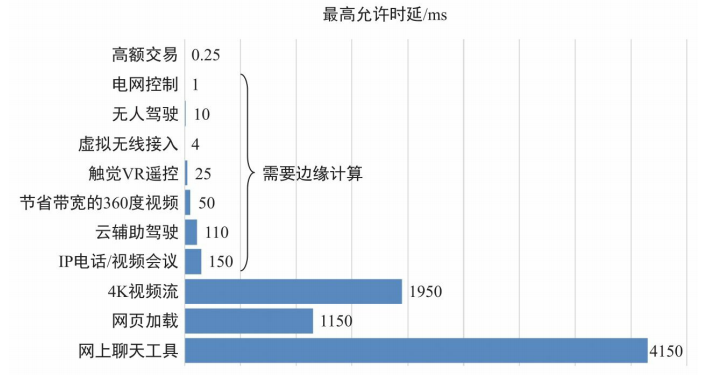 最高允许时延/ms
高额交易 0.25
电网控制 1
无人驾驶 10
虚拟无线接入 4
触觉VR遥控 25
需要边缘计算
节省带宽的360度视频 50
云辅助驾驶 110
IP电话/视频会议 150
4K视频流 1950
网页加载 1150
网上聊天工具 4150